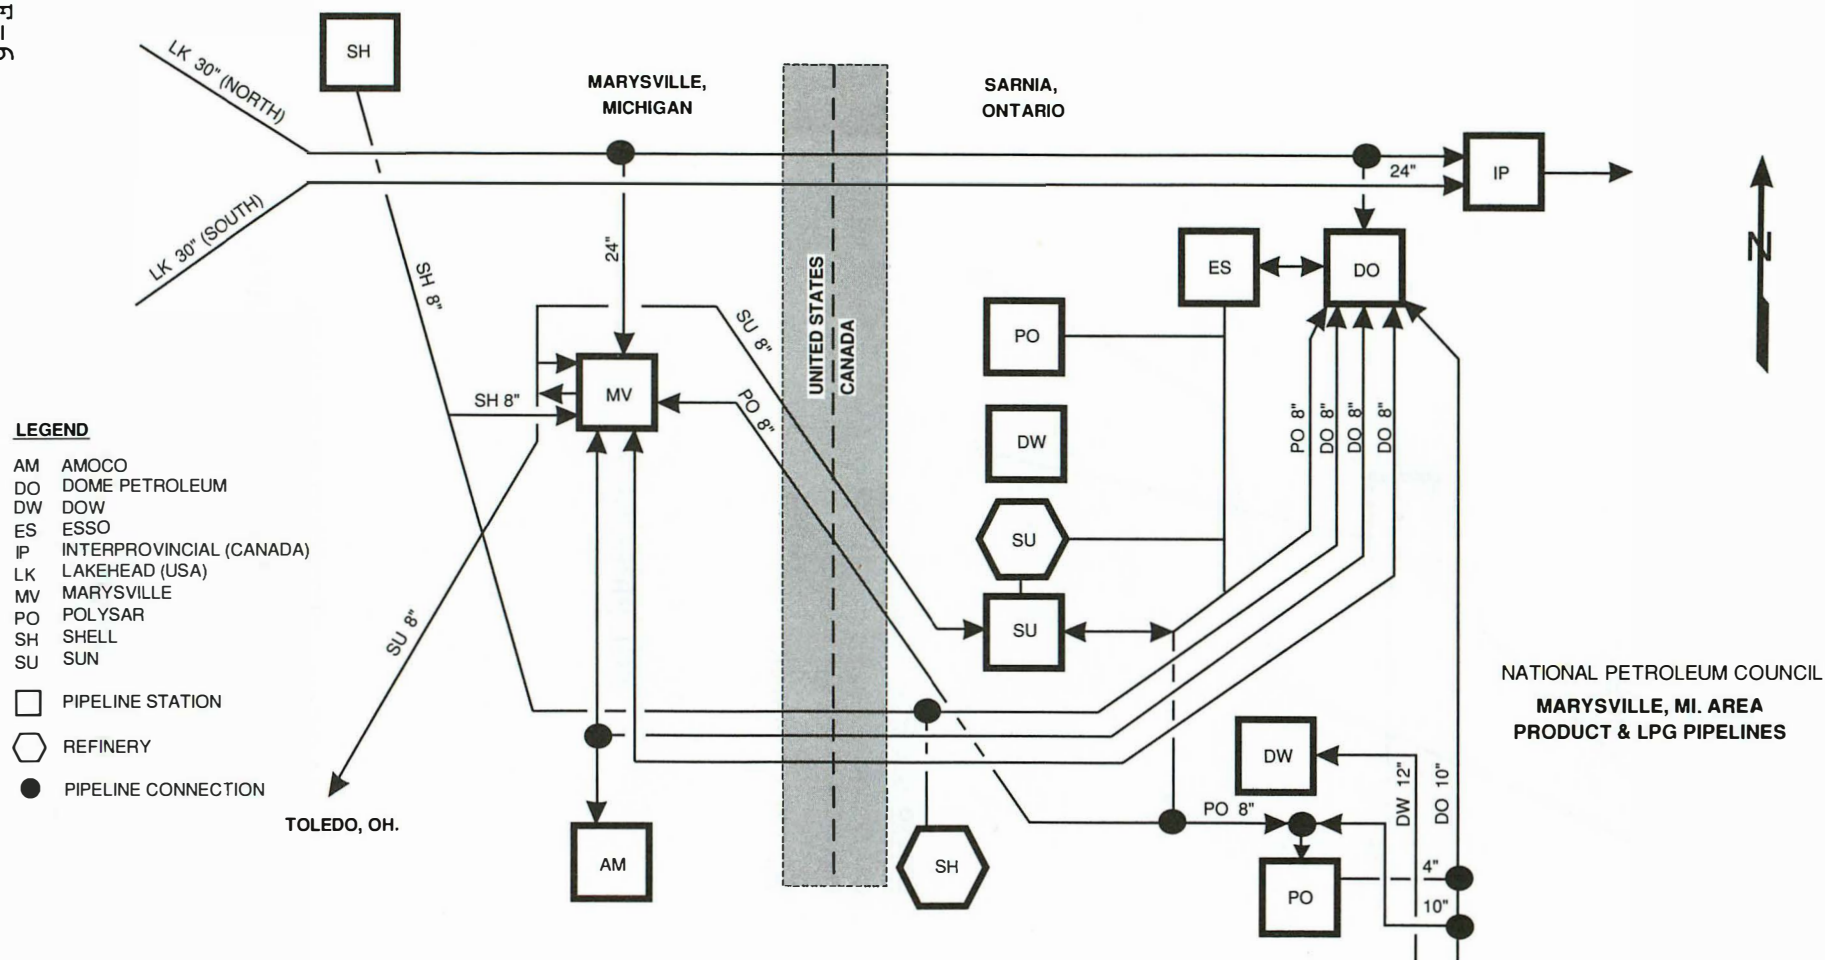 9-E
LK 30" (NORTH)
SH
MARYSVILLE,
MICHIGAN
SARNIA,
ONTARIO
24"
IP
LK 30" (SOUTH)
SH 8"
24"
UNITED STATES
CANADA
ES
DO
N
SU 8"
PO
MV
SH 8"
PO 8"
DW
PO 8"
DO 8"
DO 8"
DO 8"
LEGEND
AM AMOCO
DO DOME PETROLEUM
DW DOW
ES ESSO
IP INTERPROVINCIAL (CANADA)
LK LAKEHEAD (USA)
MV MARYSVILLE
PO POLYSAR
SH SHELL
SU SUN
PIPELINE STATION
REFINERY
PIPELINE CONNECTION
SU
SU
SU 8"
TOLEDO, OH.
NATIONAL PETROLEUM COUNCIL
MARYSVILLE, MI. AREA
PRODUCT & LPG PIPELINES
DW
DW 12"
DO 10"
PO 8"
AM
SH
PO
4"
10"